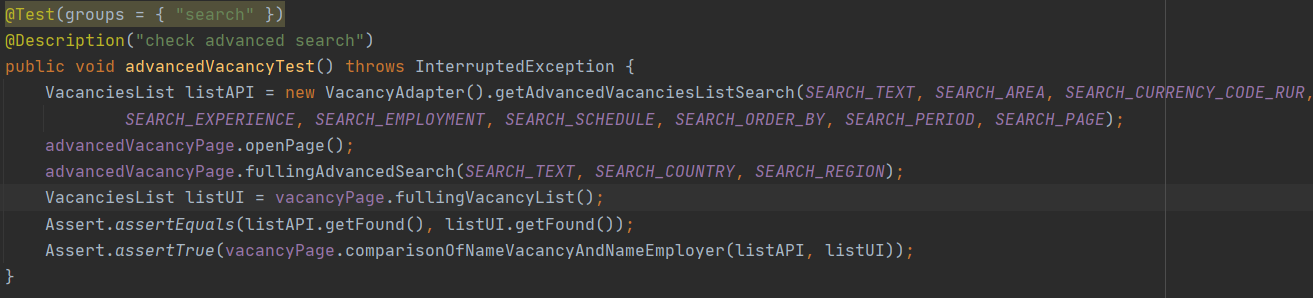 @Test(groups = { "search" })
@Description("check advanced search")
public void advancedVacancyTest() throws InterruptedException {
    VacanciesList listAPI = new VacancyAdapter().getAdvancedVacanciesListSearch(SEARCH_TEXT, SEARCH_AREA, SEARCH_CURRENCY_CODE_RUR,
            SEARCH_EXPERIENCE, SEARCH_EMPLOYMENT, SEARCH_SCHEDULE, SEARCH_ORDER_BY, SEARCH_PERIOD, SEARCH_PAGE);
    advancedVacancyPage.openPage();
    advancedVacancyPage.fullingAdvancedSearch(SEARCH_TEXT, SEARCH_COUNTRY, SEARCH_REGION);
    VacanciesList listUI = vacancyPage.fullingVacancyList();
    Assert.assertEquals(listAPI.getFound(), listUI.getFound());
    Assert.assertTrue(vacancyPage.comparisonOfNameVacancyAndNameEmployer(listAPI, listUI));
}